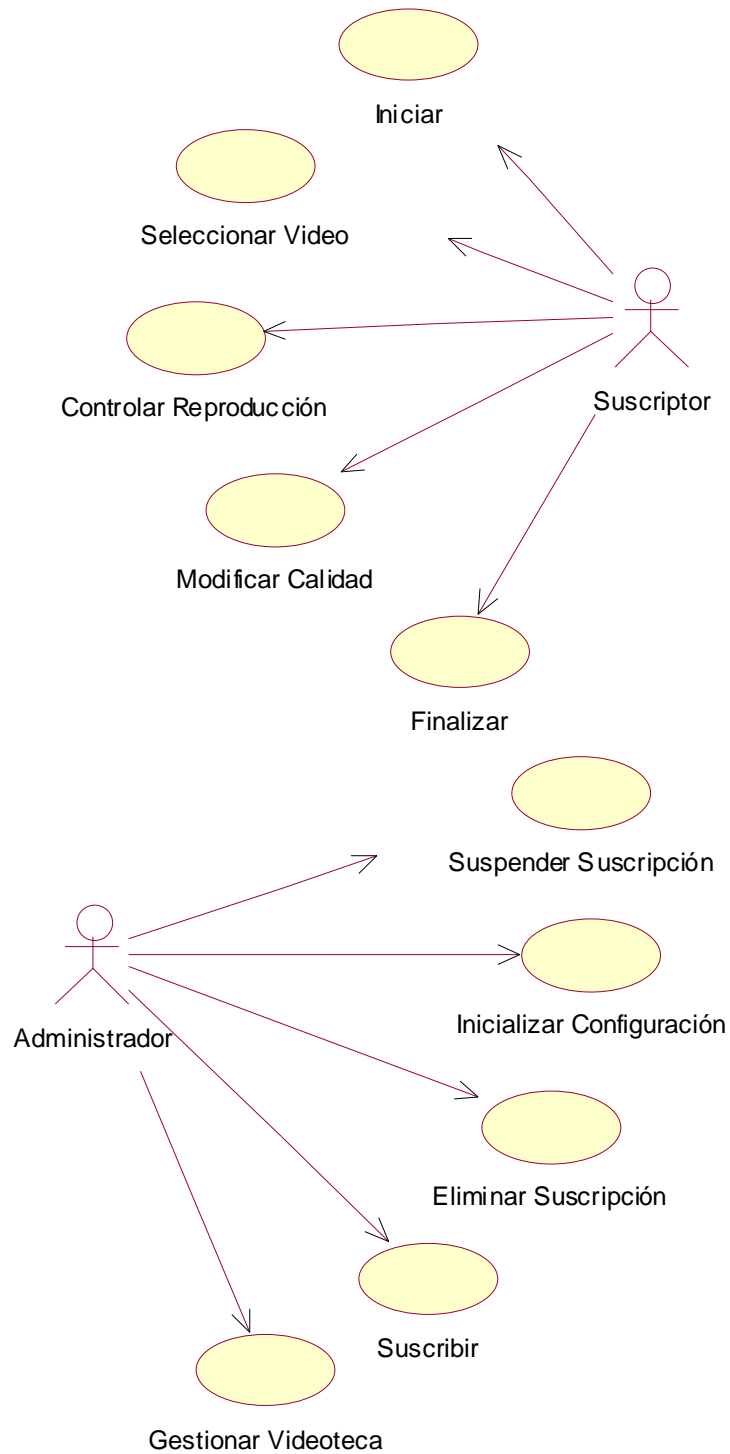 Iniciar
Seleccionar Video
Controlar Reproducción
Suscriptor
Modificar Calidad
Finalizar
Suspender Suscripción
Inicializar Configuración
Administrador
Eliminar Suscripción
Suscribir
Gestionar Videoteca